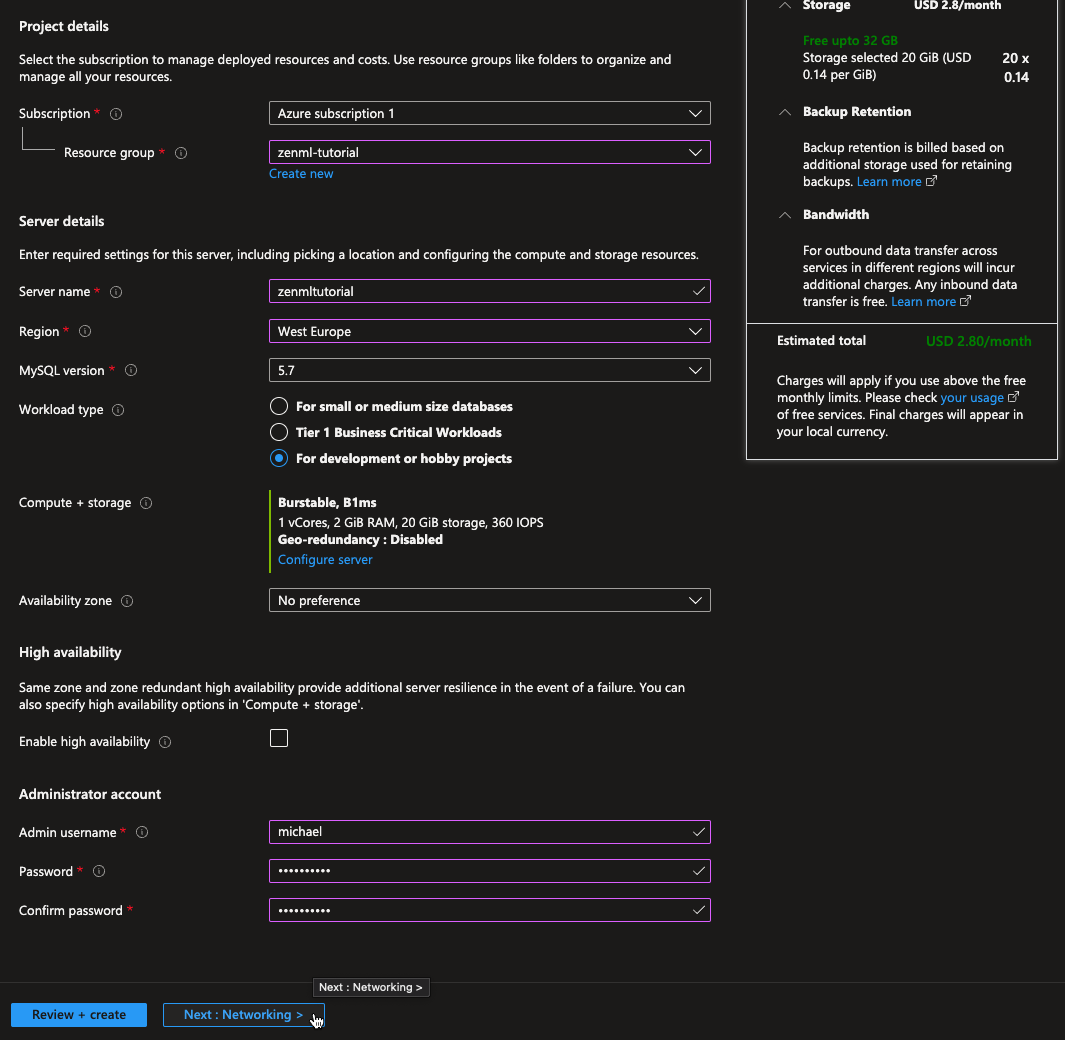 Project details
Select the subscription to manage deployed resources and costs. Use resource groups like folders to organize and
manage all your resources.
Subscription *
Azure subscription 1
Resource group *
zenml-tutorial
Create new
Server details
Enter required settings for this server, including picking a location and configuring the compute and storage resources.
Server name *
zenmltutorial
Region *
West Europe
MySQL version *
5.7
Workload type
For small or medium size databases
Tier 1 Business Critical Workloads
For development or hobby projects
Compute + storage
Burstable, B1ms
1 vCores, 2 GiB RAM, 20 GiB storage, 360 IOPS
Geo-redundancy : Disabled
Configure server
Availability zone
No preference
High availability
Same zone and zone redundant high availability provide additional server resilience in the event of a failure. You can
also specify high availability options in 'Compute + storage'.
Enable high availability
Administrator account
Admin username *
michael
Password *
••••••••••
Confirm password *
••••••••••
Next : Networking >
Review + create
Next : Networking >
Storage USD 2.8/month
Free upto 32 GB
Storage selected 20 GiB (USD 20 x
0.14 per GiB) 0.14
Backup Retention
Backup retention is billed based on
additional storage used for retaining
backups. Learn more
Bandwidth
For outbound data transfer across
services in different regions will incur
additional charges. Any inbound data
transfer is free. Learn more
Estimated total USD 2.80/month
Charges will apply if you use above the free
monthly limits. Please check your usage
of free services. Final charges will appear in
your local currency.